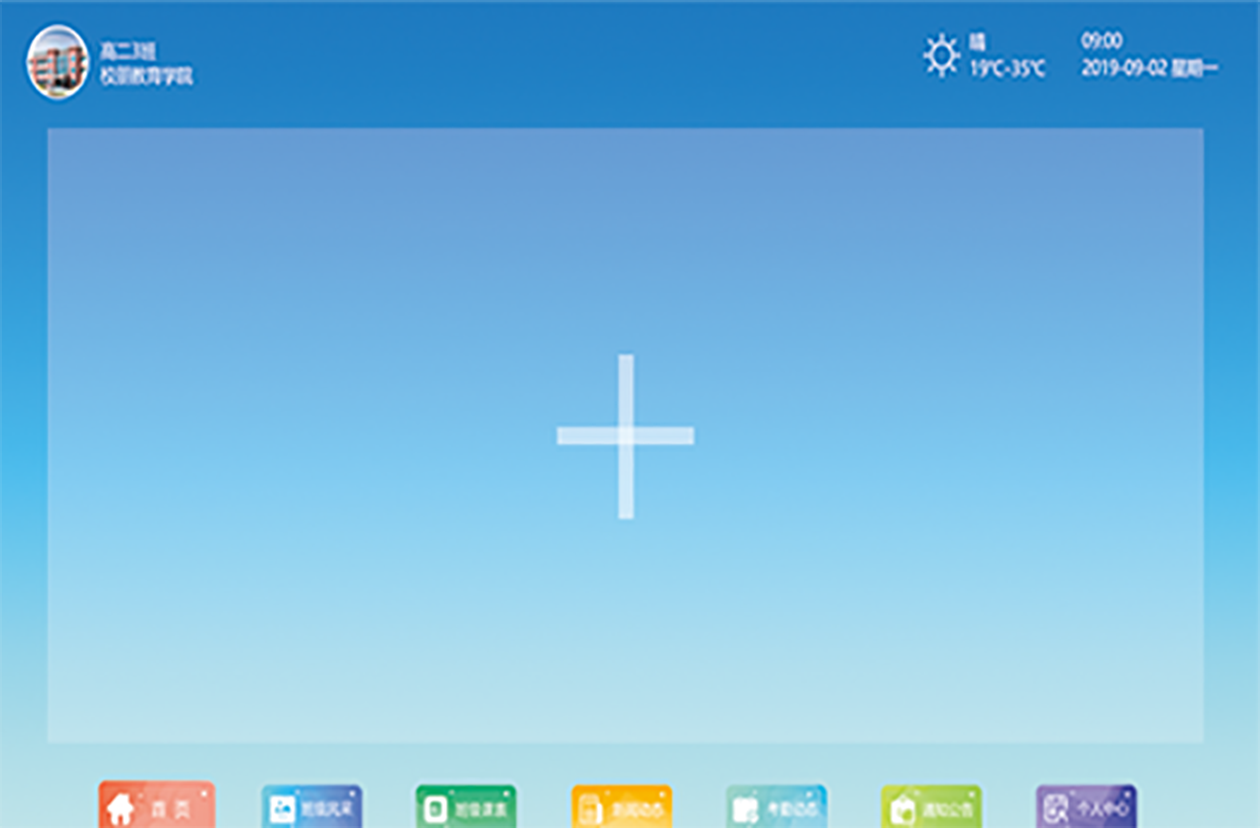 高二3班
校丽教育学院
晴
19℃-35℃
09:00
2019-09-02 星期一
首 页
班级风采
班级课表
新闻动态
考勤动态
通知公告
个人中心